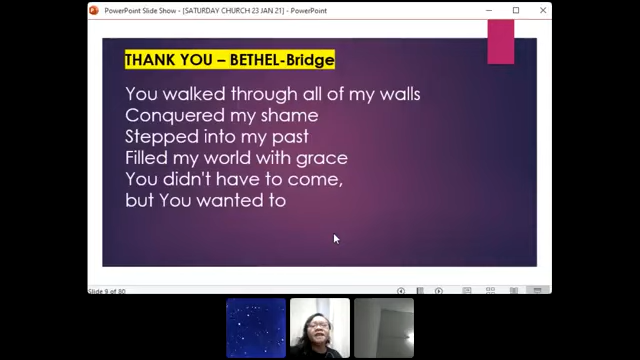 PowerPoint Slide Show - [SATURDAY CHURCH 23 JAN 21] - PowerPoint
THANK YOU – BETHEL-Bridge
You walked through all of my walls
Conquered my shame
Stepped into my past
Filled my world with grace
You didn't have to come,
but You wanted to
Slide 9 of 80